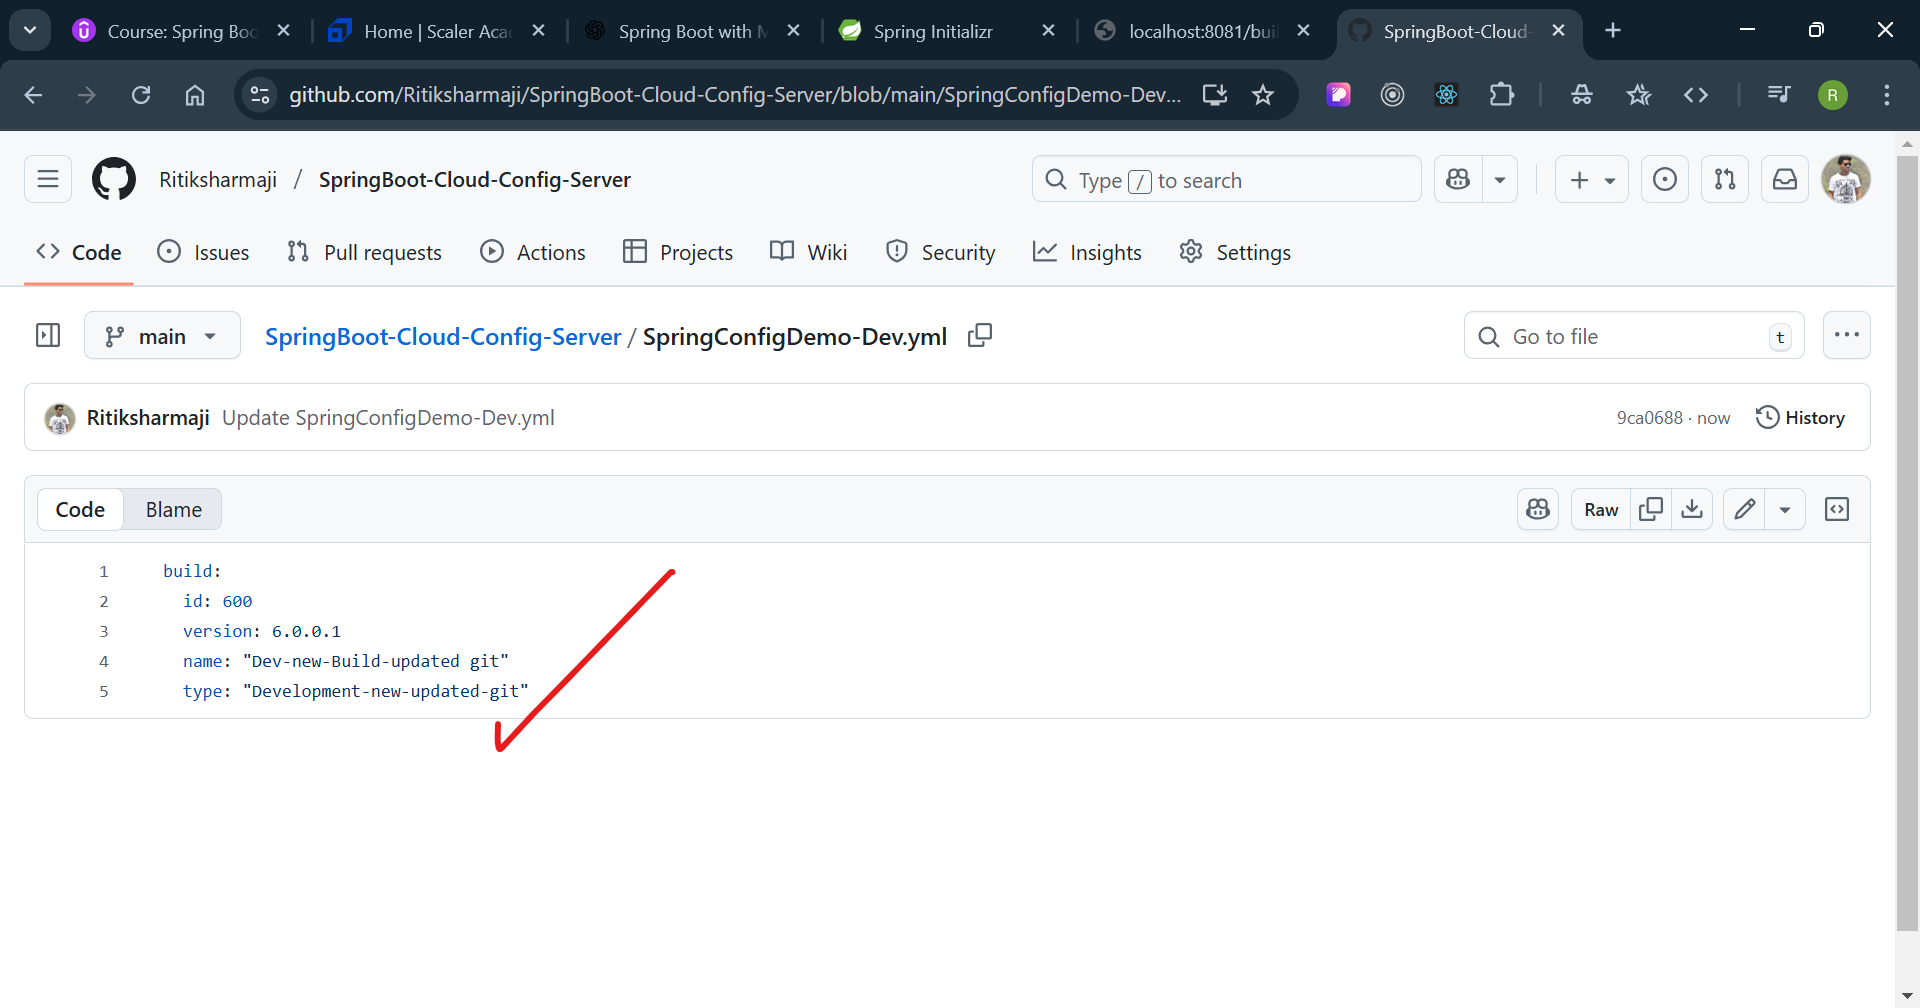 Course: Spring Boo
Home | Scaler Aca
Spring Boot with M
Spring Initializr
localhost:8081/buil
SpringBoot-Cloud-
github.com/Ritiksharmaji/SpringBoot-Cloud-Config-Server/blob/main/SpringConfigDemo-Dev...
R
Ritiksharmaji / SpringBoot-Cloud-Config-Server
Type / to search
Code
Issues
Pull requests
Actions
Projects
Wiki
Security
Insights
Settings
main
SpringBoot-Cloud-Config-Server / SpringConfigDemo-Dev.yml
Go to file
t
Ritiksharmaji Update SpringConfigDemo-Dev.yml
9ca0688 · now
History
Code
Blame
Raw
1 build:
2 id: 600
3 version: 6.0.0.1
4 name: "Dev-new-Build-updated git"
5 type: "Development-new-updated-git"